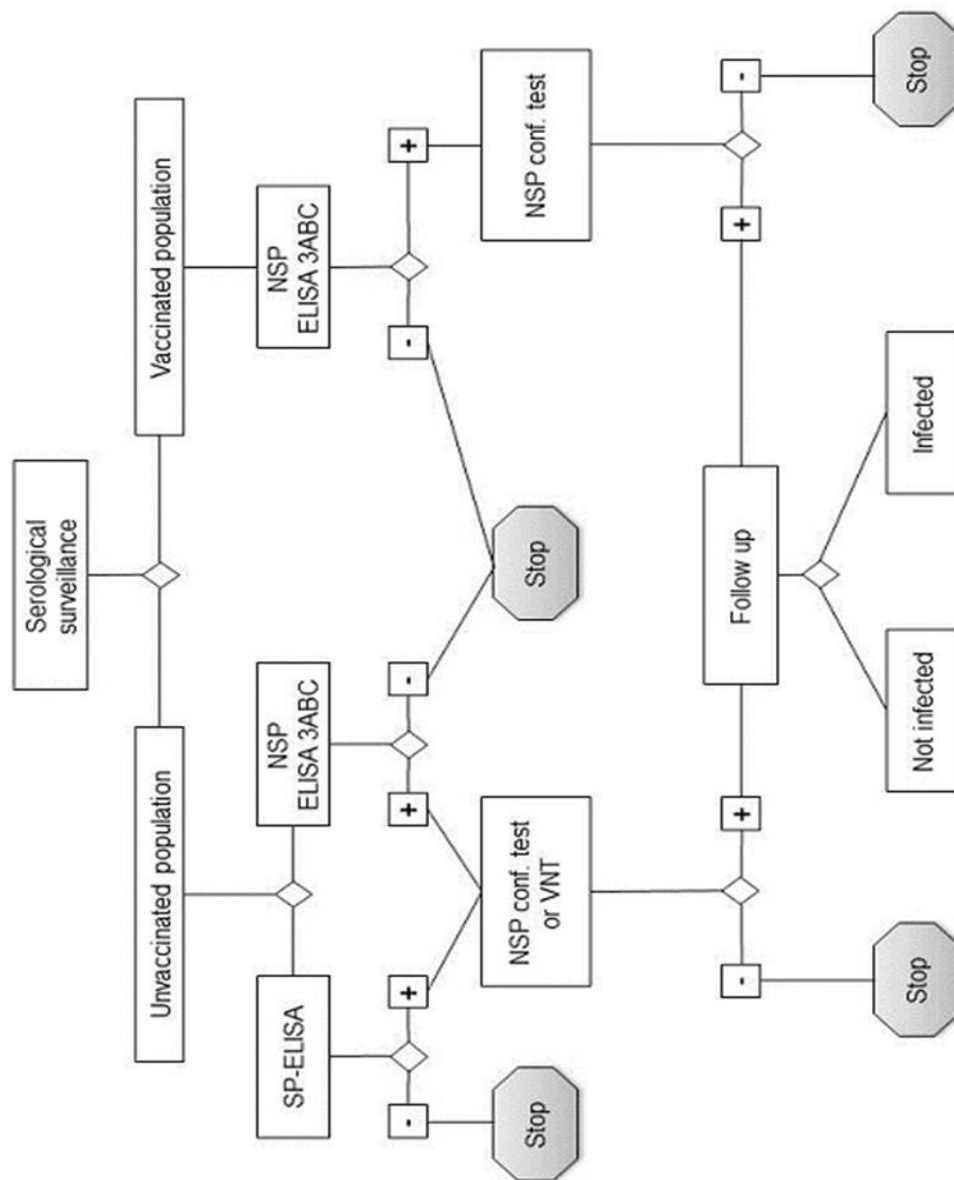 Serological
surveillance
Unvaccinated population
Vaccinated population
SP-ELISA
NSP
ELISA 3ABC
NSP
ELISA 3ABC
-
+
+
-
-
+
Stop
NSP conf. test
or VNT
Stop
NSP conf. test
-
+
Follow up
+
-
Stop
Not infected
Infected
Stop